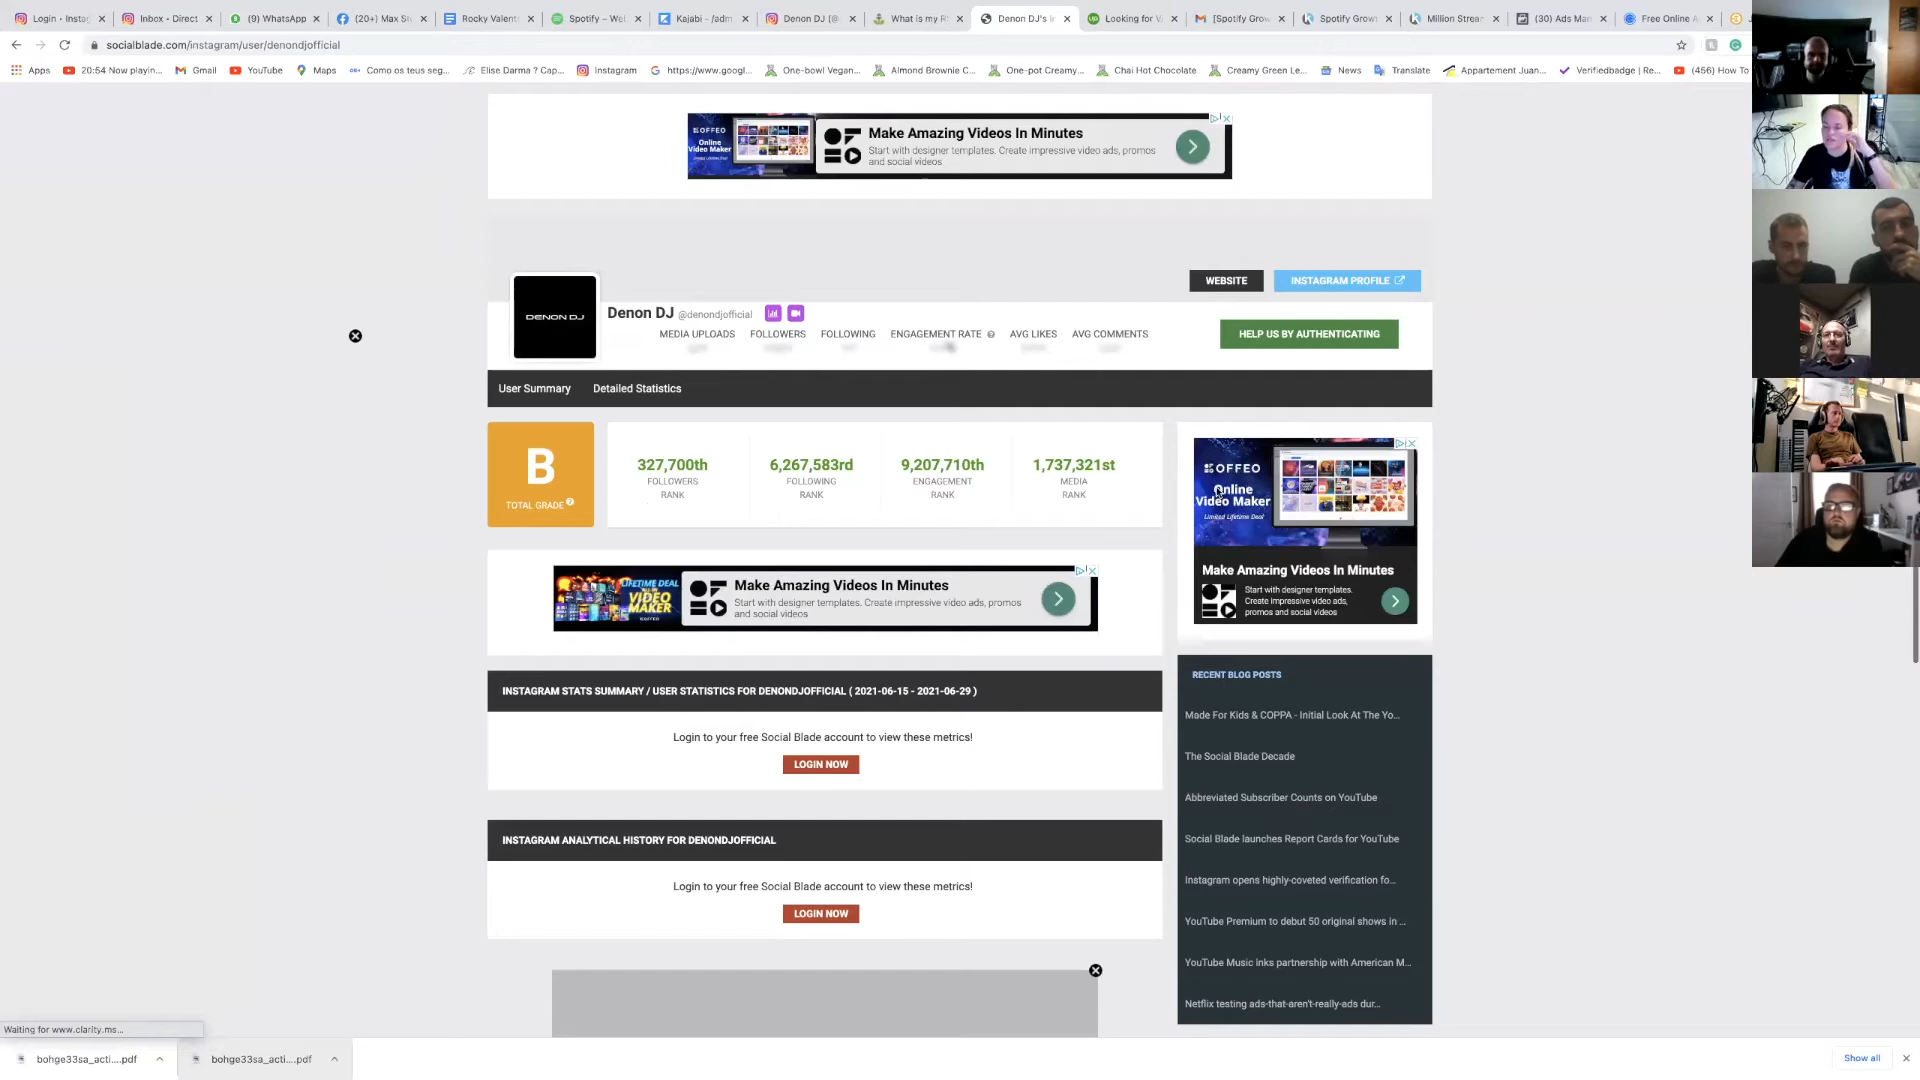 Login • Instag
Inbox • Direct
(9) WhatsApp
(20+) Max St
Rocky Valent
Spotify – Wel
Kajabi - /adm
Denon DJ (@
What is my R
Denon DJ's In
Looking for V
[Spotify Grow
Spotify Grow
Million Strea
(30) Ads Man
Free Online A
socialblade.com/instagram/user/denondjofficial
Apps
20:54 Now playin...
Gmail
YouTube
Maps
Como os teus seg...
Elise Darma ? Cap...
Instagram
https://www.googl...
One-bowl Vegan...
Almond Brownie C...
One-pot Creamy...
Chai Hot Chocolate
Creamy Green Le...
News
Translate
Appartement Juan...
Verifiedbadge | Re...
(456) How To
OFFEO
Online
Video Maker
Make Amazing Videos In Minutes
Start with designer templates. Create impressive video ads, promos
and social videos
WEBSITE
INSTAGRAM PROFILE
DENON DJ
Denon DJ @denondjofficial
MEDIA UPLOADS
FOLLOWERS
FOLLOWING
ENGAGEMENT RATE
AVG LIKES
AVG COMMENTS
HELP US BY AUTHENTICATING
User Summary
Detailed Statistics
B
TOTAL GRADE
327,700th
FOLLOWERS
RANK
6,267,583rd
FOLLOWING
RANK
9,207,710th
ENGAGEMENT
RANK
1,737,321st
MEDIA
RANK
OFFEO
Online
Video Maker
Limited Lifetime Deal
Make Amazing Videos In Minutes
Start with designer templates.
Create impressive video ads,
promos and social videos
LIFETIME DEAL
VIDEO
MAKER
Make Amazing Videos In Minutes
Start with designer templates. Create impressive video ads, promos
and social videos
INSTAGRAM STATS SUMMARY / USER STATISTICS FOR DENONDJOFFICIAL ( 2021-06-15 - 2021-06-29 )
Login to your free Social Blade account to view these metrics!
LOGIN NOW
INSTAGRAM ANALYTICAL HISTORY FOR DENONDJOFFICIAL
Login to your free Social Blade account to view these metrics!
LOGIN NOW
RECENT BLOG POSTS
Made For Kids & COPPA - Initial Look At The Yo...
The Social Blade Decade
Abbreviated Subscriber Counts on YouTube
Social Blade launches Report Cards for YouTube
Instagram opens highly-coveted verification fo...
YouTube Premium to debut 50 original shows in ...
YouTube Music inks partnership with American M...
Netflix testing ads-that-aren't-really-ads dur...
Waiting for www.clarity.ms...
bohge33sa_acti....pdf
bohge33sa_acti....pdf
Show all